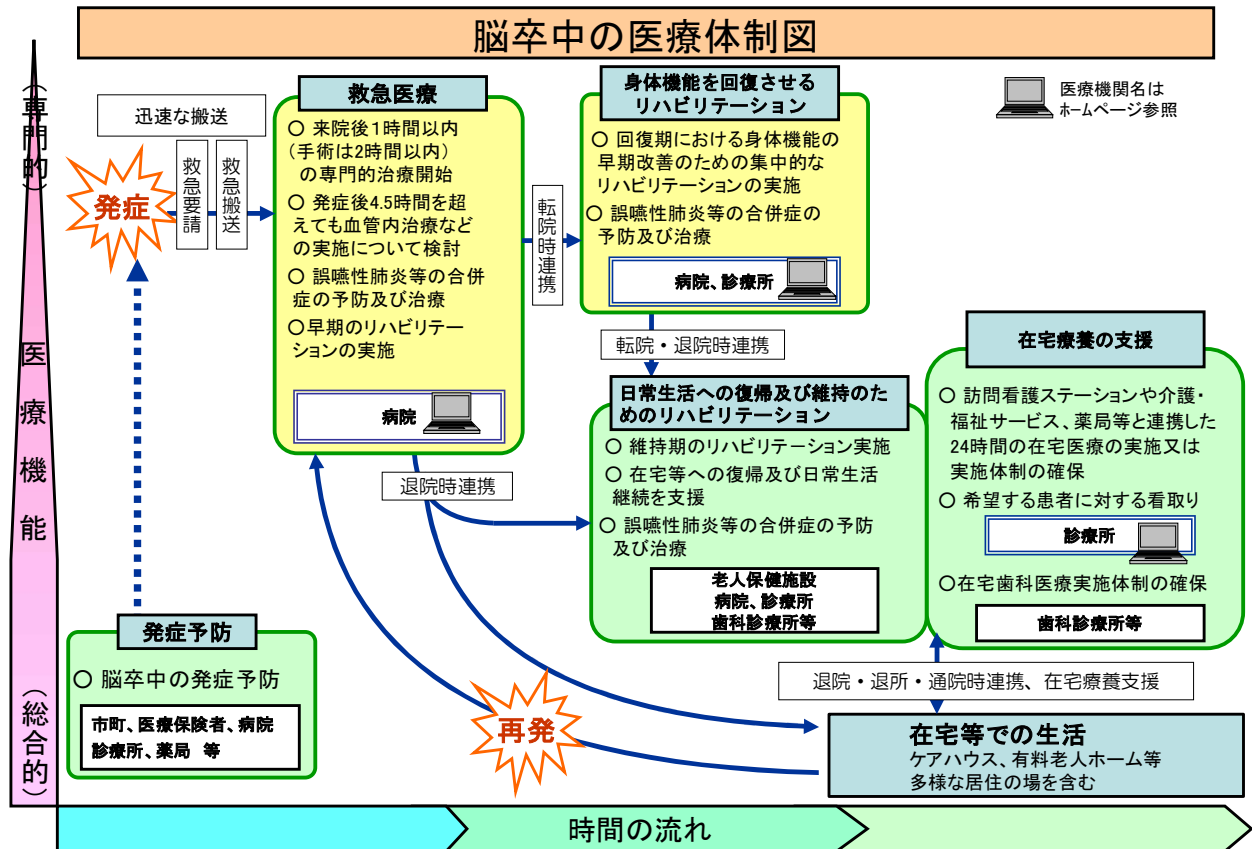 脳卒中の医療体制図
(専門的)
医療機能
(総合的)
迅速な搬送
発症
救急要請
救急搬送
救急医療
○ 来院後1時間以内
(手術は2時間以内)
の専門的治療開始
○ 発症後4.5時間を超
えても血管内治療など
の実施について検討
○ 誤嚥性肺炎等の合併
症の予防及び治療
○早期のリハビリテー
ションの実施
病院
転院時連携
身体機能を回復させる
リハビリテーション
○ 回復期における身体機能の
早期改善のための集中的な
リハビリテーションの実施
○ 誤嚥性肺炎等の合併症の
予防及び治療
病院、診療所
医療機関名は
ホームページ参照
転院・退院時連携
退院時連携
日常生活への復帰及び維持のた
めのリハビリテーション
○ 維持期のリハビリテーション実施
○ 在宅等への復帰及び日常生活
継続を支援
○ 誤嚥性肺炎等の合併症の予防
及び治療
老人保健施設
病院、診療所
歯科診療所等
在宅療養の支援
○ 訪問看護ステーションや介護・
福祉サービス、薬局等と連携した
24時間の在宅医療の実施又は
実施体制の確保
○ 希望する患者に対する看取り
診療所
○在宅歯科医療実施体制の確保
歯科診療所等
発症予防
○ 脳卒中の発症予防
市町、医療保険者、病院
診療所、薬局 等
再発
退院・退所・通院時連携、在宅療養支援
在宅等での生活
ケアハウス、有料老人ホーム等
多様な居住の場を含む
時間の流れ